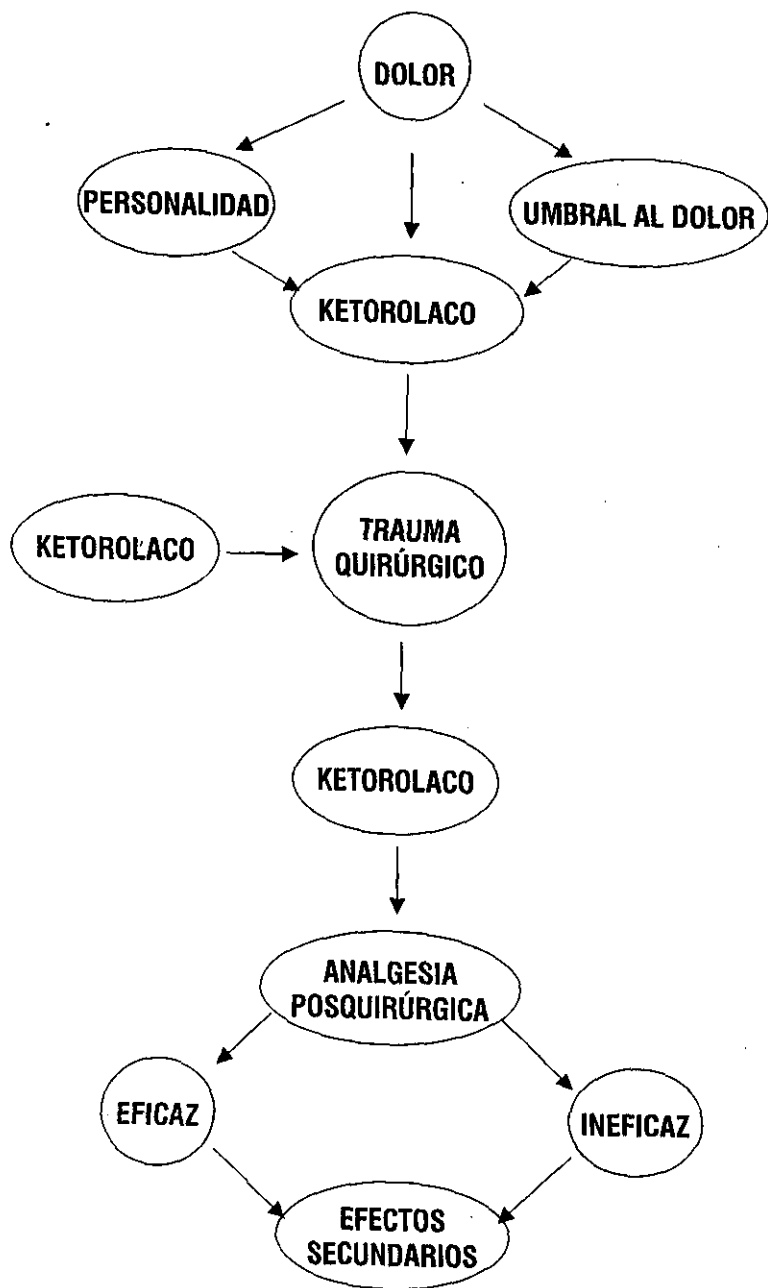 DOLOR
PERSONALIDAD
UMBRAL AL DOLOR
KETOROLACO
KETOROLACO
TRAUMA
QUIRÚRGICO
KETOROLACO
ANALGESIA
POSQUIRÚRGICA
EFICAZ
INEFICAZ
EFECTOS
SECUNDARIOS